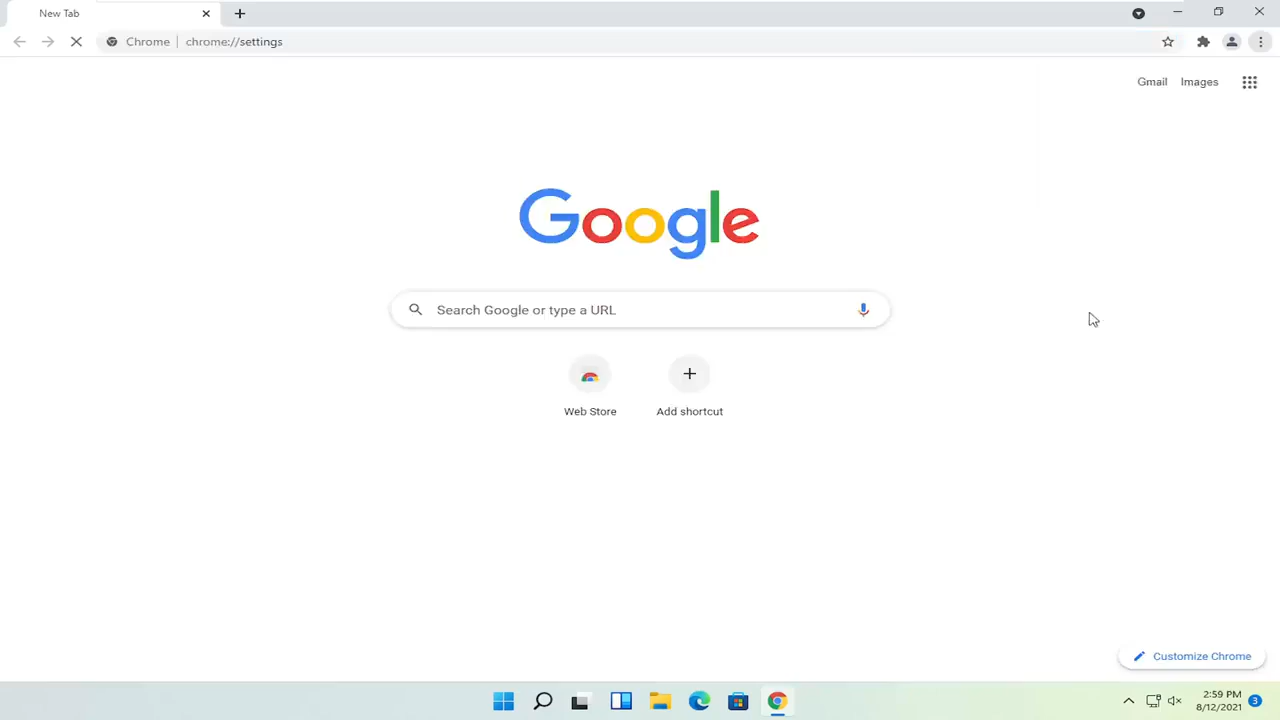 New Tab
Chrome | chrome://settings
Gmail Images
Google
Search Google or type a URL
Web Store Add shortcut
Customize Chrome
2:59 PM
8/12/2021
3